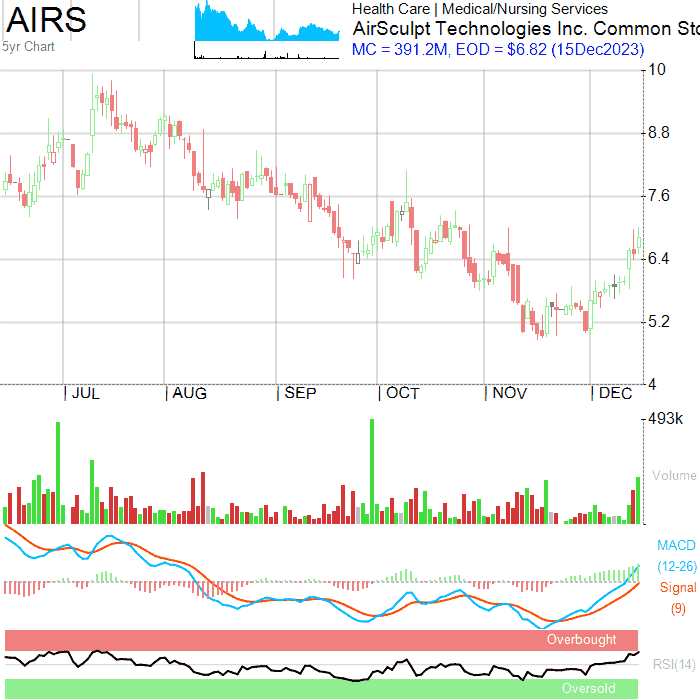 AIRS
5yr Chart
Health Care | Medical/Nursing Services
AirSculpt Technologies Inc. Common Sto
MC = 391.2M, EOD = $6.82 (15Dec2023)
10
8.8
7.6
6.4
5.2
4
| JUL | AUG | SEP | OCT | NOV | DEC
493k
Volume
MACD
(12-26)
Signal
(9)
Overbought
RSI(14)
Oversold